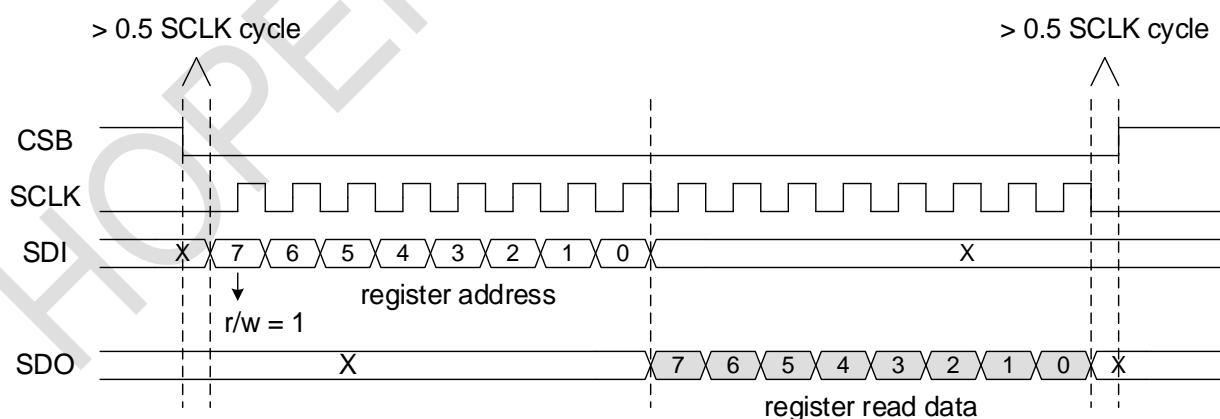 > 0.5 SCLK cycle > 0.5 SCLK cycle
CSB
SCLK
SDI X 7 6 5 4 3 2 1 0 X
register address
r/w = 1
SDO X 7 6 5 4 3 2 1 0 X
register read data
HOPE